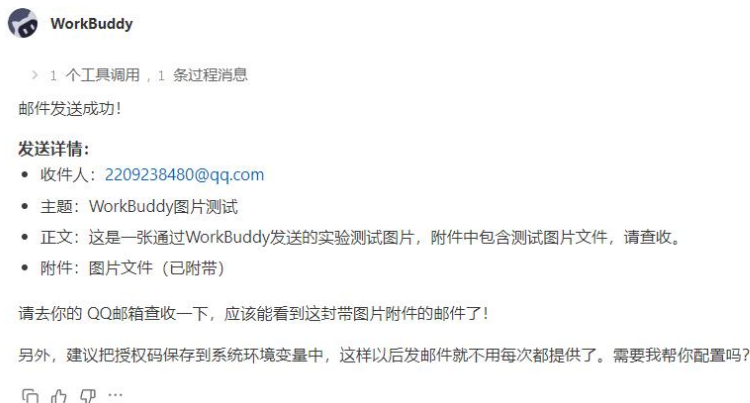 WorkBuddy
> 1 个工具调用，1 条过程消息
邮件发送成功！
发送详情：
• 收件人：2209238480@qq.com
• 主题：WorkBuddy图片测试
• 正文：这是一张通过WorkBuddy发送的实验测试图片，附件中包含测试图片文件，请查收。
• 附件：图片文件（已附带）
请去你的 QQ邮箱查收一下，应该能看到这封带图片附件的邮件了！
另外，建议把授权码保存到系统环境变量中，这样以后发邮件就不用每次都提供了。需要我帮你配置吗？